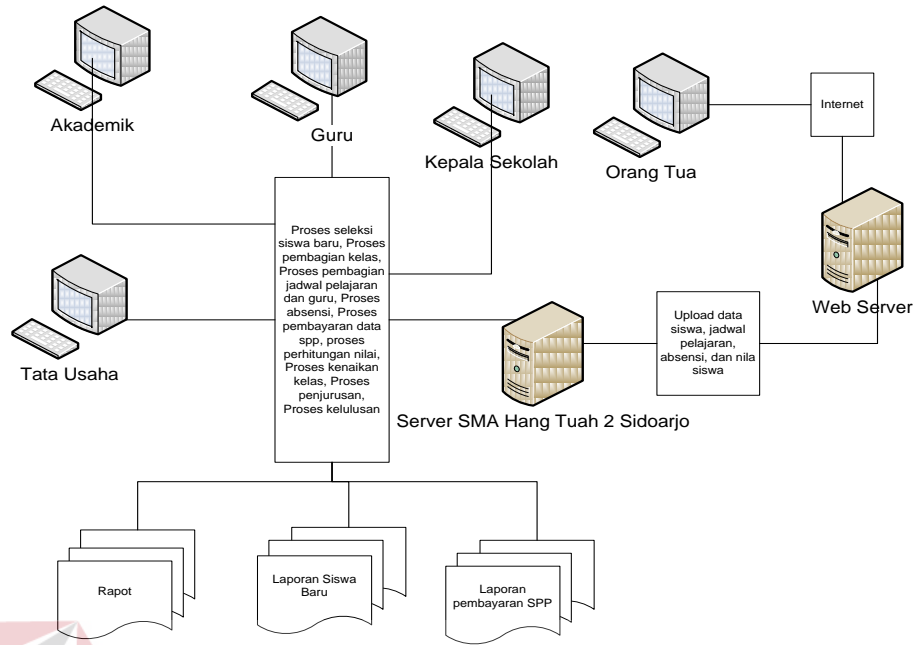 Akademik
Guru
Kepala Sekolah
Orang Tua
Internet
Proses seleksi
siswa baru, Proses
pembagian kelas,
Proses pembagian
jadwal pelajaran
dan guru, Proses
absensi, Proses
pembayaran data
spp, proses
perhitungan nilai,
Proses kenaikan
kelas, Proses
penjurusan,
Proses kelulusan
Tata Usaha
Server SMA Hang Tuah 2 Sidoarjo
Upload data
siswa, jadwal
pelajaran,
absensi, dan nila
siswa
Web Server
Rapot
Laporan Siswa
Baru
Laporan
pembayaran SPP